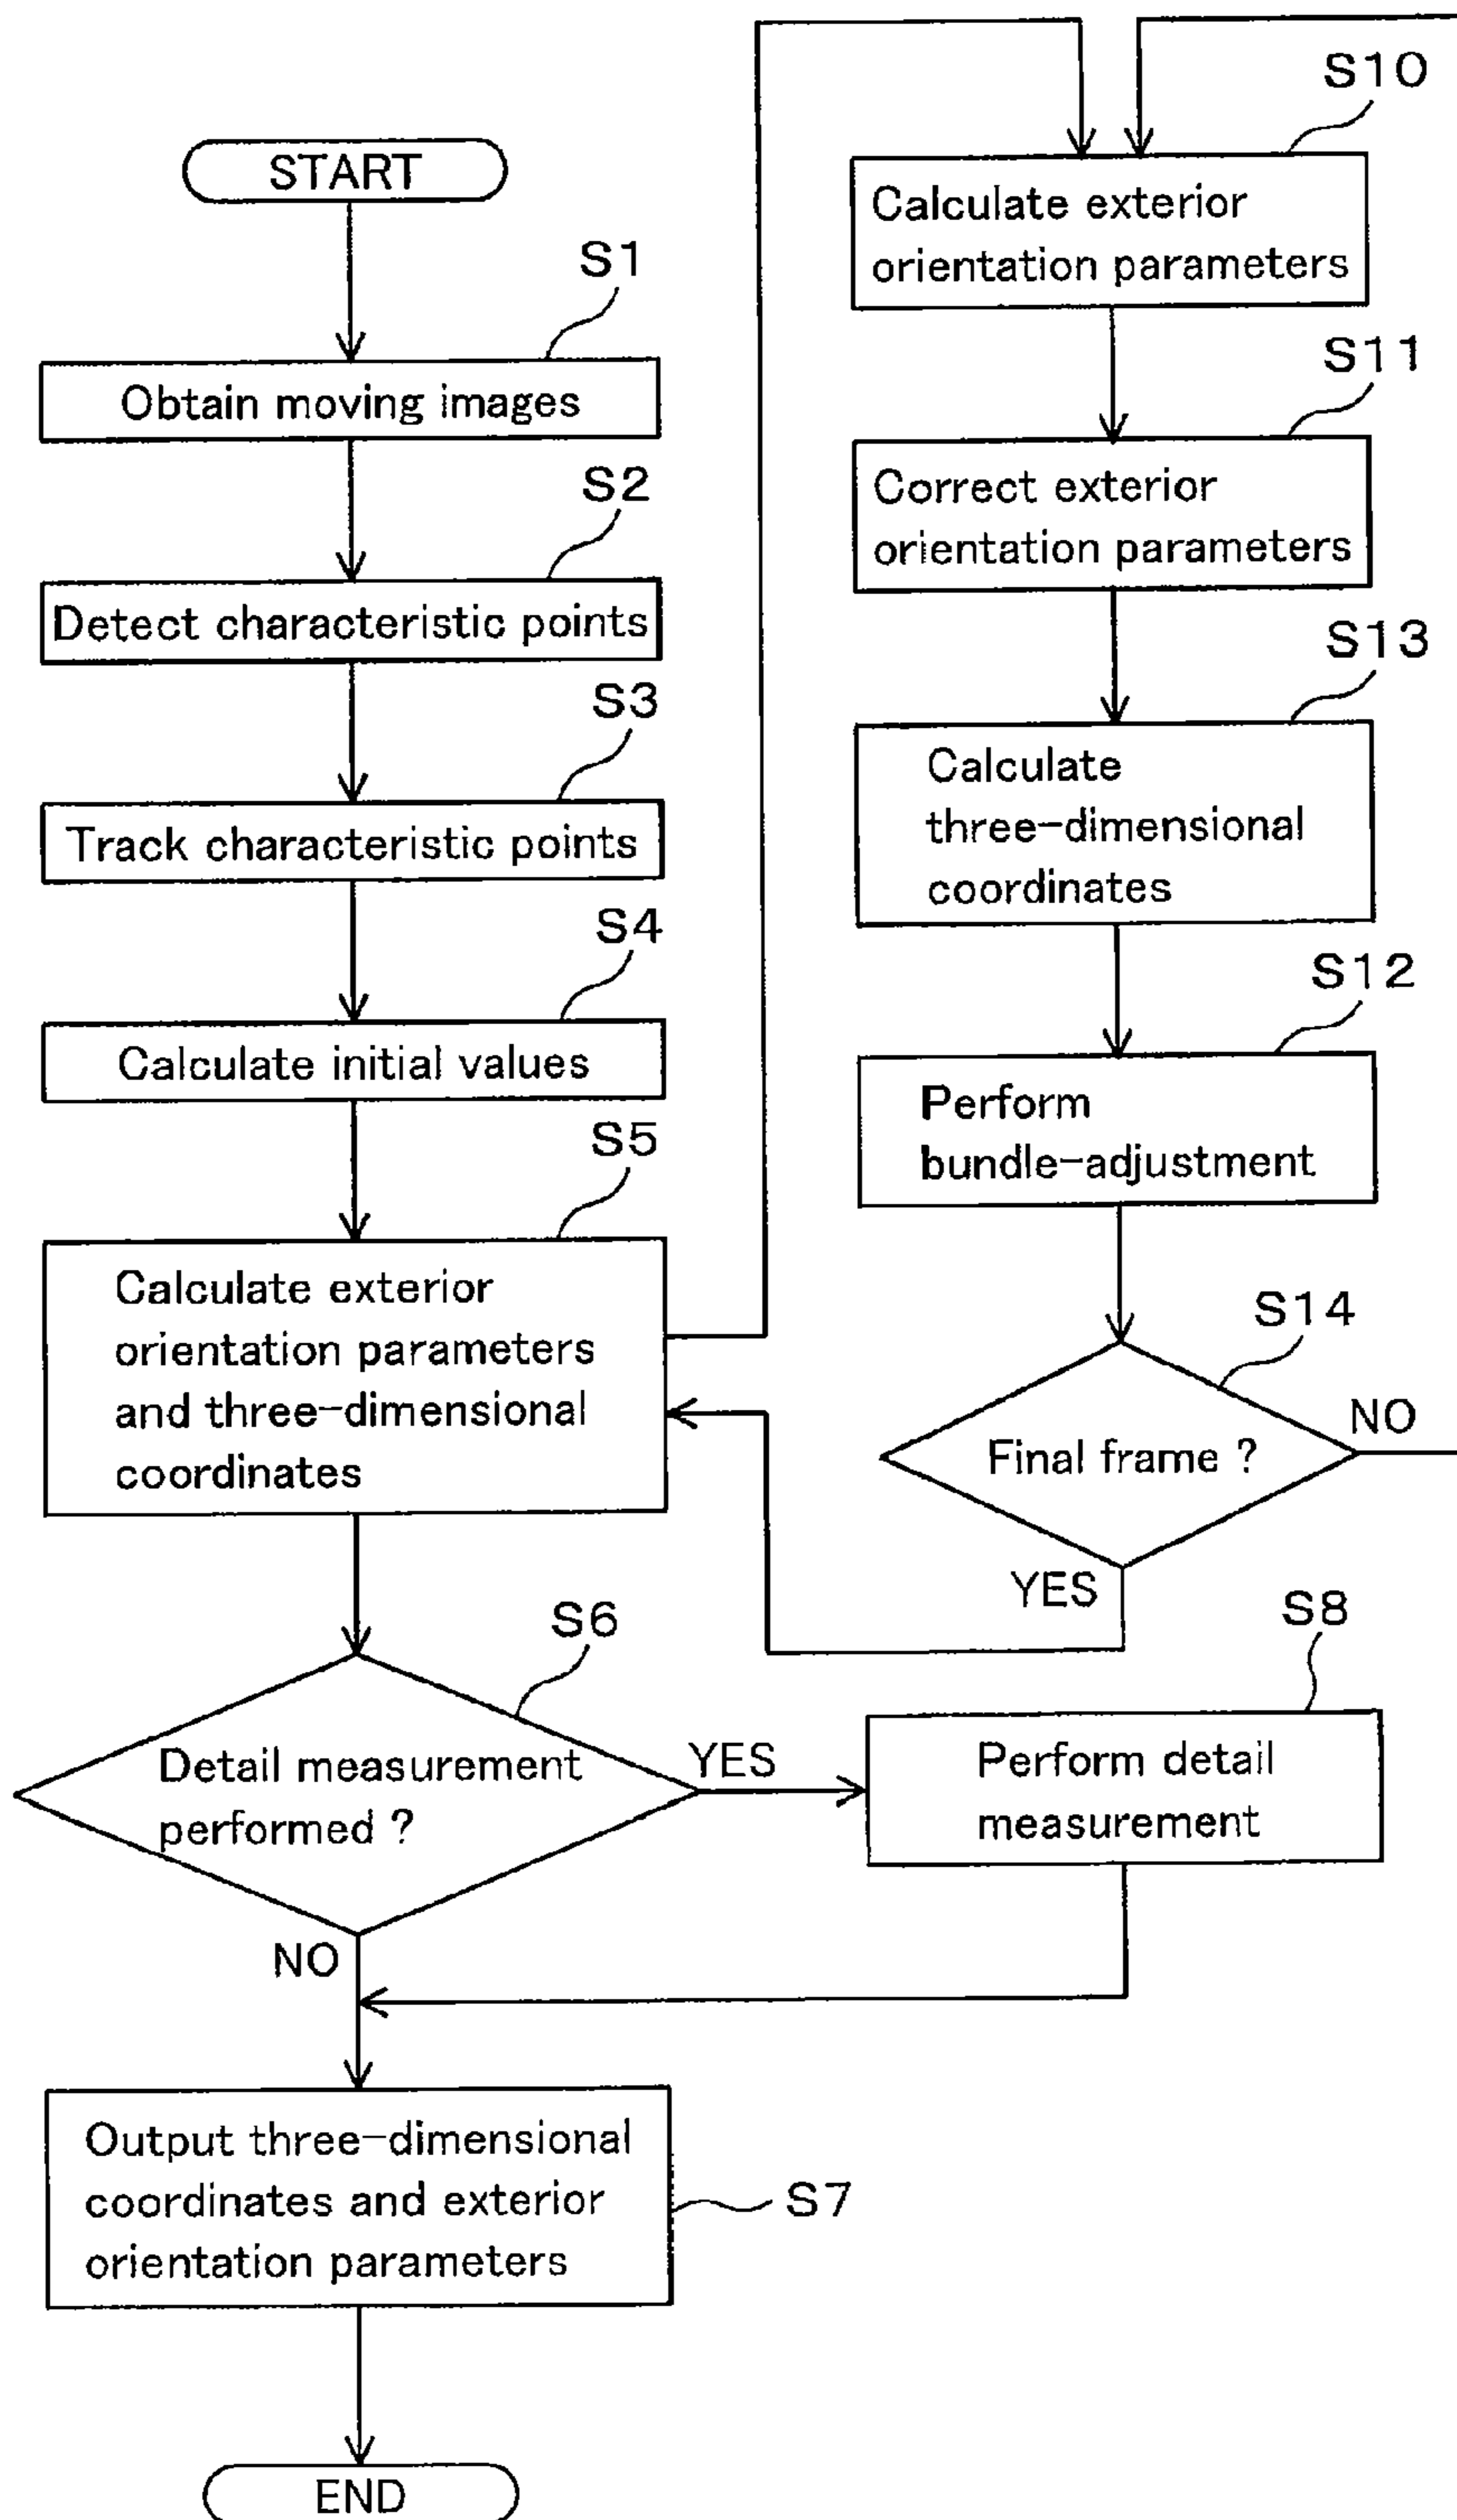 START
S1
Obtain moving images
S2
Detect characteristic points
S3
Track characteristic points
S4
Calculate initial values
S5
Calculate exterior
orientation parameters
and three-dimensional
coordinates
S6
Detail measurement
performed ?
YES
NO
S8
Perform detail
measurement
Output three-dimensional
coordinates and exterior
orientation parameters
S7
END
S10
Calculate exterior
orientation parameters
S11
Correct exterior
orientation parameters
S13
Calculate
three-dimensional
coordinates
S12
Perform
bundle-adjustment
S14
Final frame ?
NO
YES